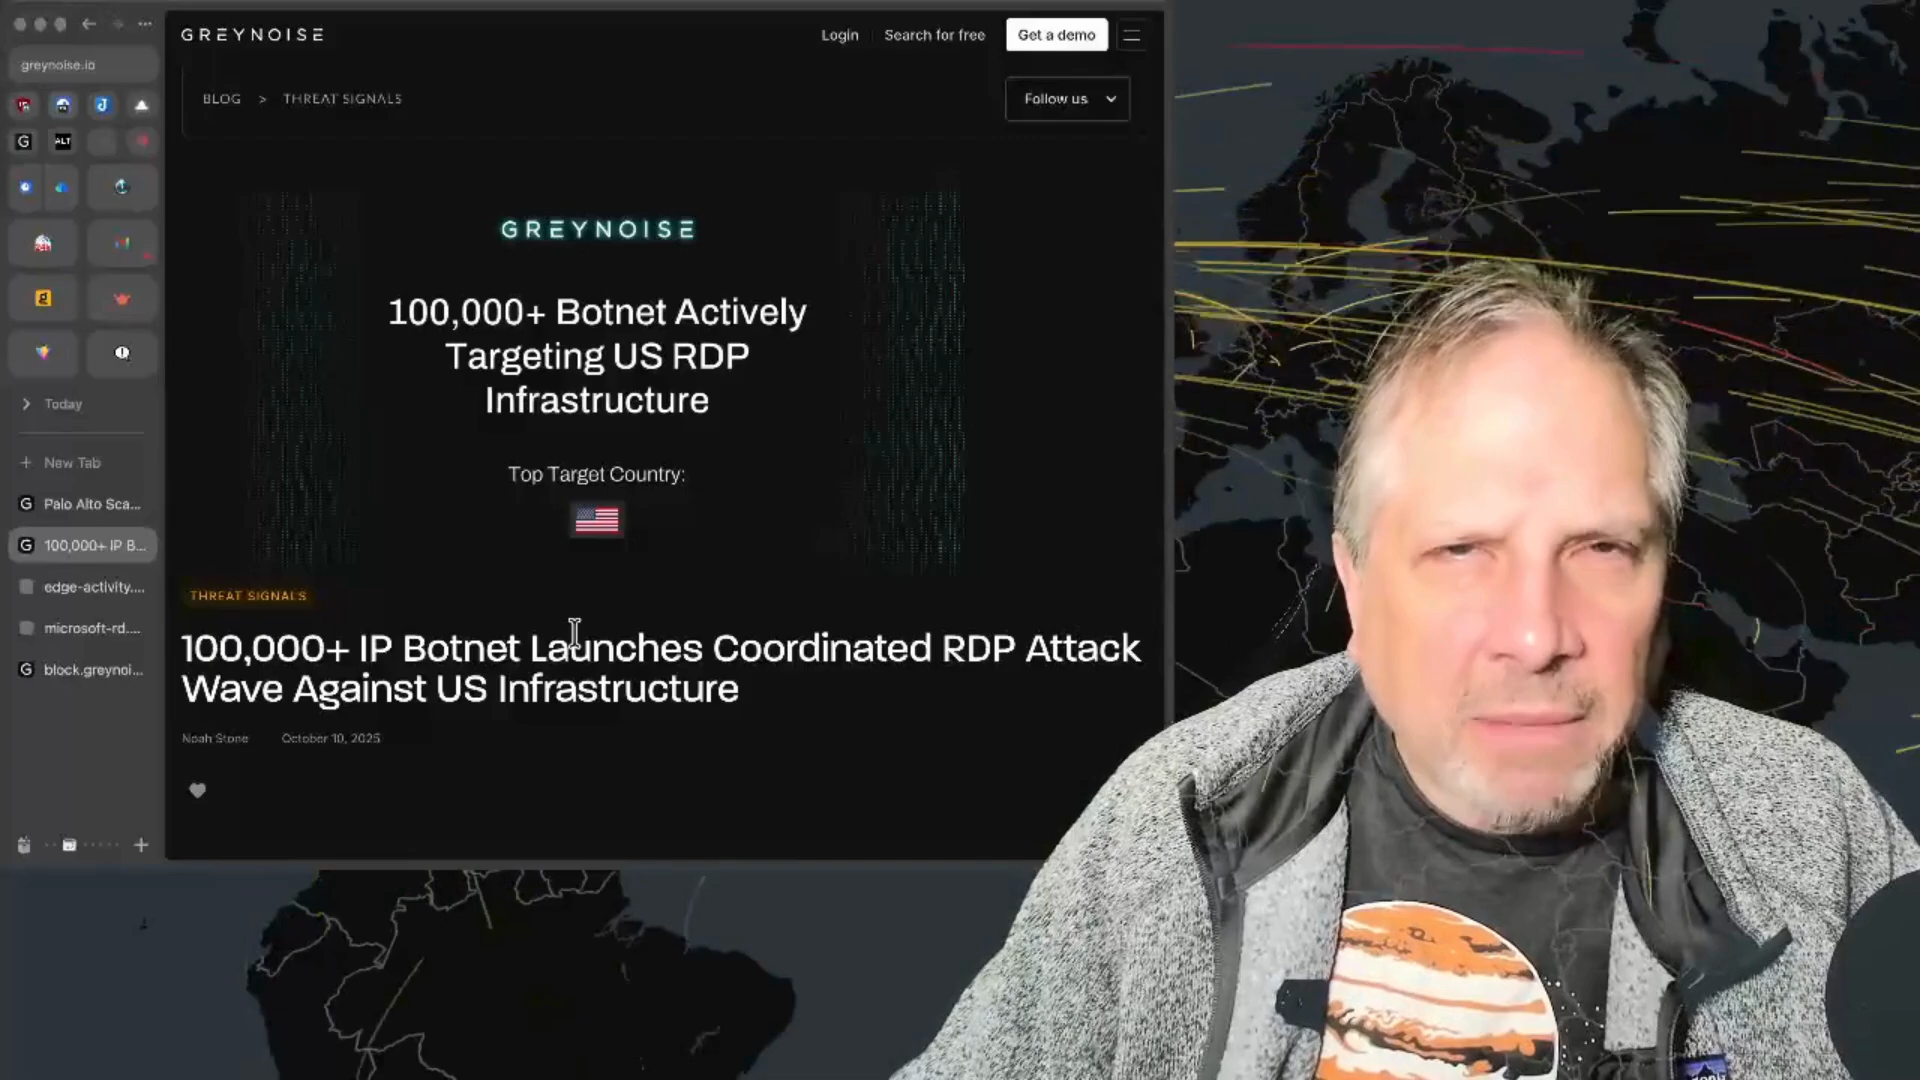 greynoise.io
ALT
Today
New Tab
Palo Alto Sca...
100,000+ IP B...
edge-activity....
microsoft-rd....
block.greynoi...
GREYNOISE
Login
Search for free
Get a demo
BLOG > THREAT SIGNALS
Follow us
GREYNOISE
100,000+ Botnet Actively
Targeting US RDP
Infrastructure
Top Target Country:
THREAT SIGNALS
100,000+ IP Botnet Launches Coordinated RDP Attack
Wave Against US Infrastructure
Noah Stone
October 10, 2025